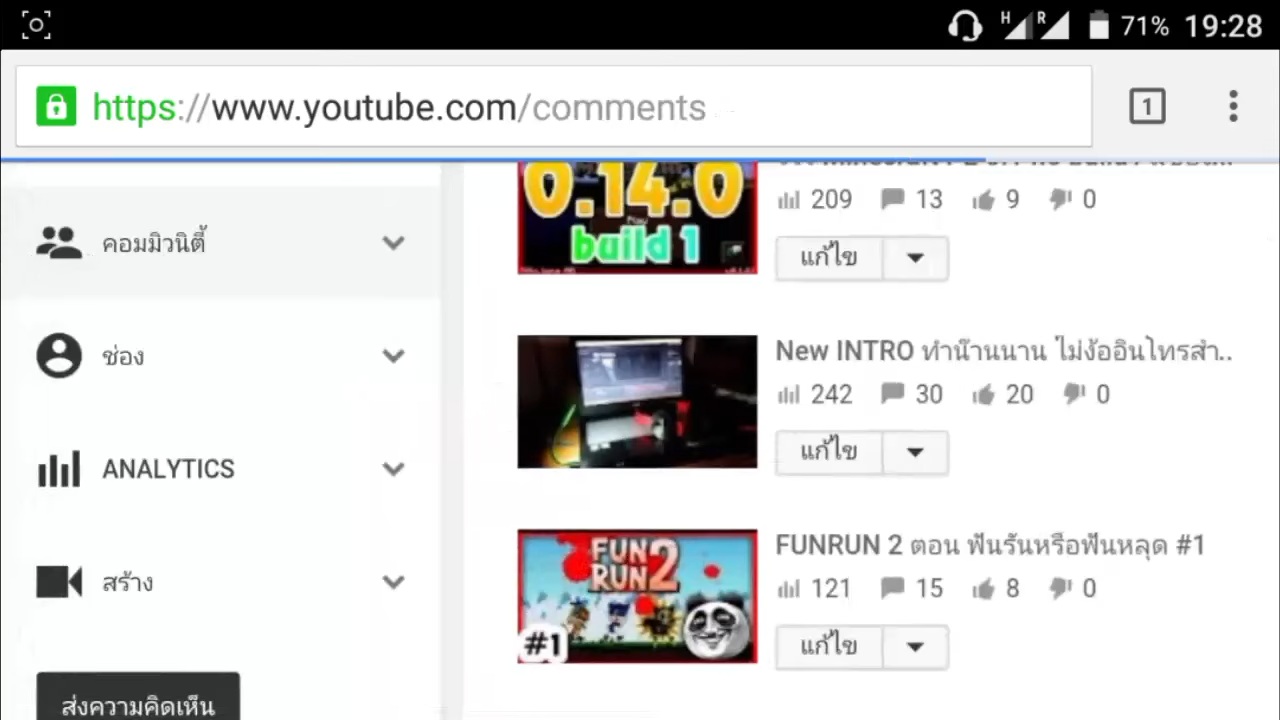 H R 71% 19:28
https://www.youtube.com/comments
1
คอมมิวนิตี้
ช่อง
ANALYTICS
สร้าง
ส่งความคิดเห็น
0.14.0
build 1
209 13 9 0
แก้ไข
New INTRO ทำน๊านนาน ไม่ง้ออินโทรสำ..
242 30 20 0
แก้ไข
FUN RUN 2
#1
FUNRUN 2 ตอน ฟันรันหรือฟันหลุด #1
121 15 8 0
แก้ไข